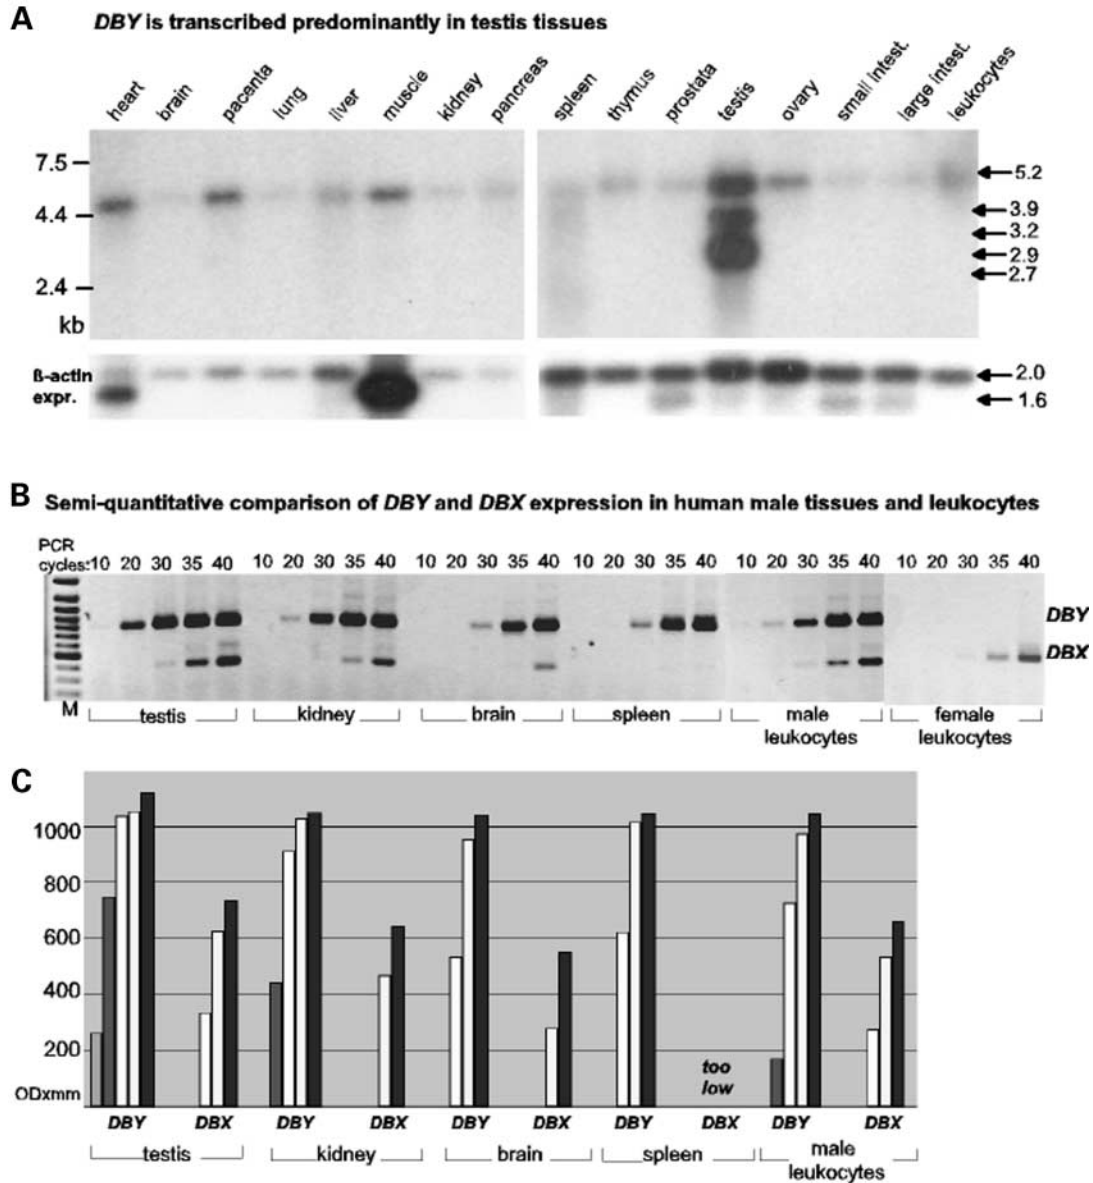 A
DBY is transcribed predominantly in testis tissues
heart brain pacenta lung liver muscle kidney pancreas spleen thymus prostata testis ovary small intest. large intest. leukocytes
7.5
4.4
2.4
kb
5.2
3.9
3.2
2.9
2.7
ß-actin
expr.
2.0
1.6
B
Semi-quantitative comparison of DBY and DBX expression in human male tissues and leukocytes
PCR
cycles: 10 20 30 35 40 10 20 30 35 40 10 20 30 35 40 10 20 30 35 40 10 20 30 35 40 10 20 30 35 40
DBY
DBX
M
testis kidney brain spleen male leukocytes female leukocytes
C
1000
800
600
400
200
ODxmm
too
low
DBY DBX DBY DBX DBY DBX DBY DBX DBY DBX
testis kidney brain spleen male
leukocytes